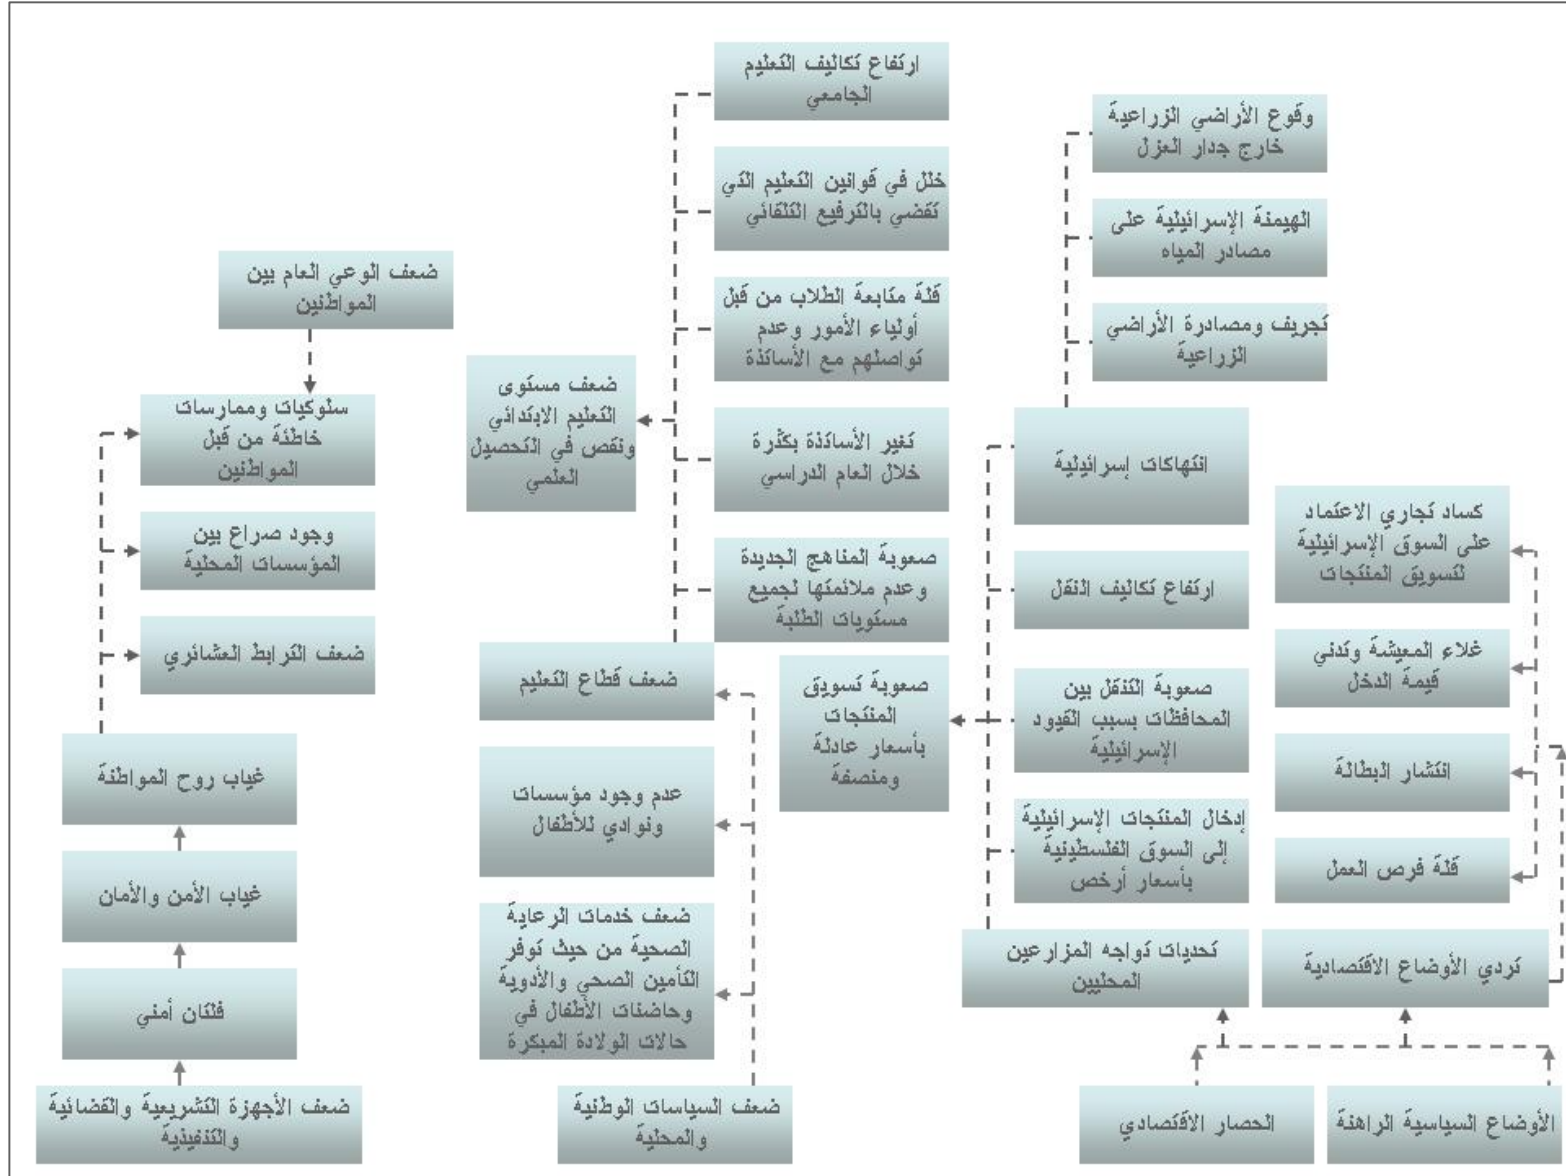 وقوع الأراضي الزراعية
خارج جدار العزل
الهيمنة الإسرائيلية على
مصادر المياه
تجريف ومصادرة الأراضي
الزراعية
انتهاكات إسرائيلية
ارتفاع تكاليف النقل
صعوبة التنقل بين
المحافظات بسبب القيود
الإسرائيلية
إدخال المنتجات الإسرائيلية
إلى السوق الفلسطينية
بأسعار أرخص
تحديات تواجه المزارعين
المحليين
صعوبة تسويق
المنتجات
بأسعار عادلة
ومنصفة
كساد تجاري الاعتماد
على السوق الإسرائيلية
لتسويق المنتجات
غلاء المعيشة وتدني
قيمة الدخل
انتشار البطالة
قلة فرص العمل
تردي الأوضاع الاقتصادية
الأوضاع السياسية الراهنة
الحصار الاقتصادي
ارتفاع تكاليف التعليم
الجامعي
خلل في قوانين التعليم التي
تقضي بالترفيع التلقائي
قلة متابعة الطلاب من قبل
أولياء الأمور وعدم
تواصلهم مع الأساتذة
تغير الأساتذة بكثرة
خلال العام الدراسي
صعوبة المناهج الجديدة
وعدم ملائمتها لجميع
مستويات الطلبة
ضعف مستوى
التعليم الابتدائي
ونقص في التحصيل
العلمي
ضعف قطاع التعليم
عدم وجود مؤسسات
ونوادي للأطفال
ضعف خدمات الرعاية
الصحية من حيث توفر
التأمين الصحي والأدوية
وحاضنات الأطفال في
حالات الولادة المبكرة
ضعف السياسات الوطنية
والمحلية
ضعف الوعي العام بين
المواطنين
سلوكيات وممارسات
خاطئة من قبل
المواطنين
وجود صراع بين
المؤسسات المحلية
ضعف الترابط العشائري
غياب روح المواطنة
غياب الأمن والأمان
فلتان أمني
ضعف الأجهزة التشريعية والقضائية
والتنفيذية